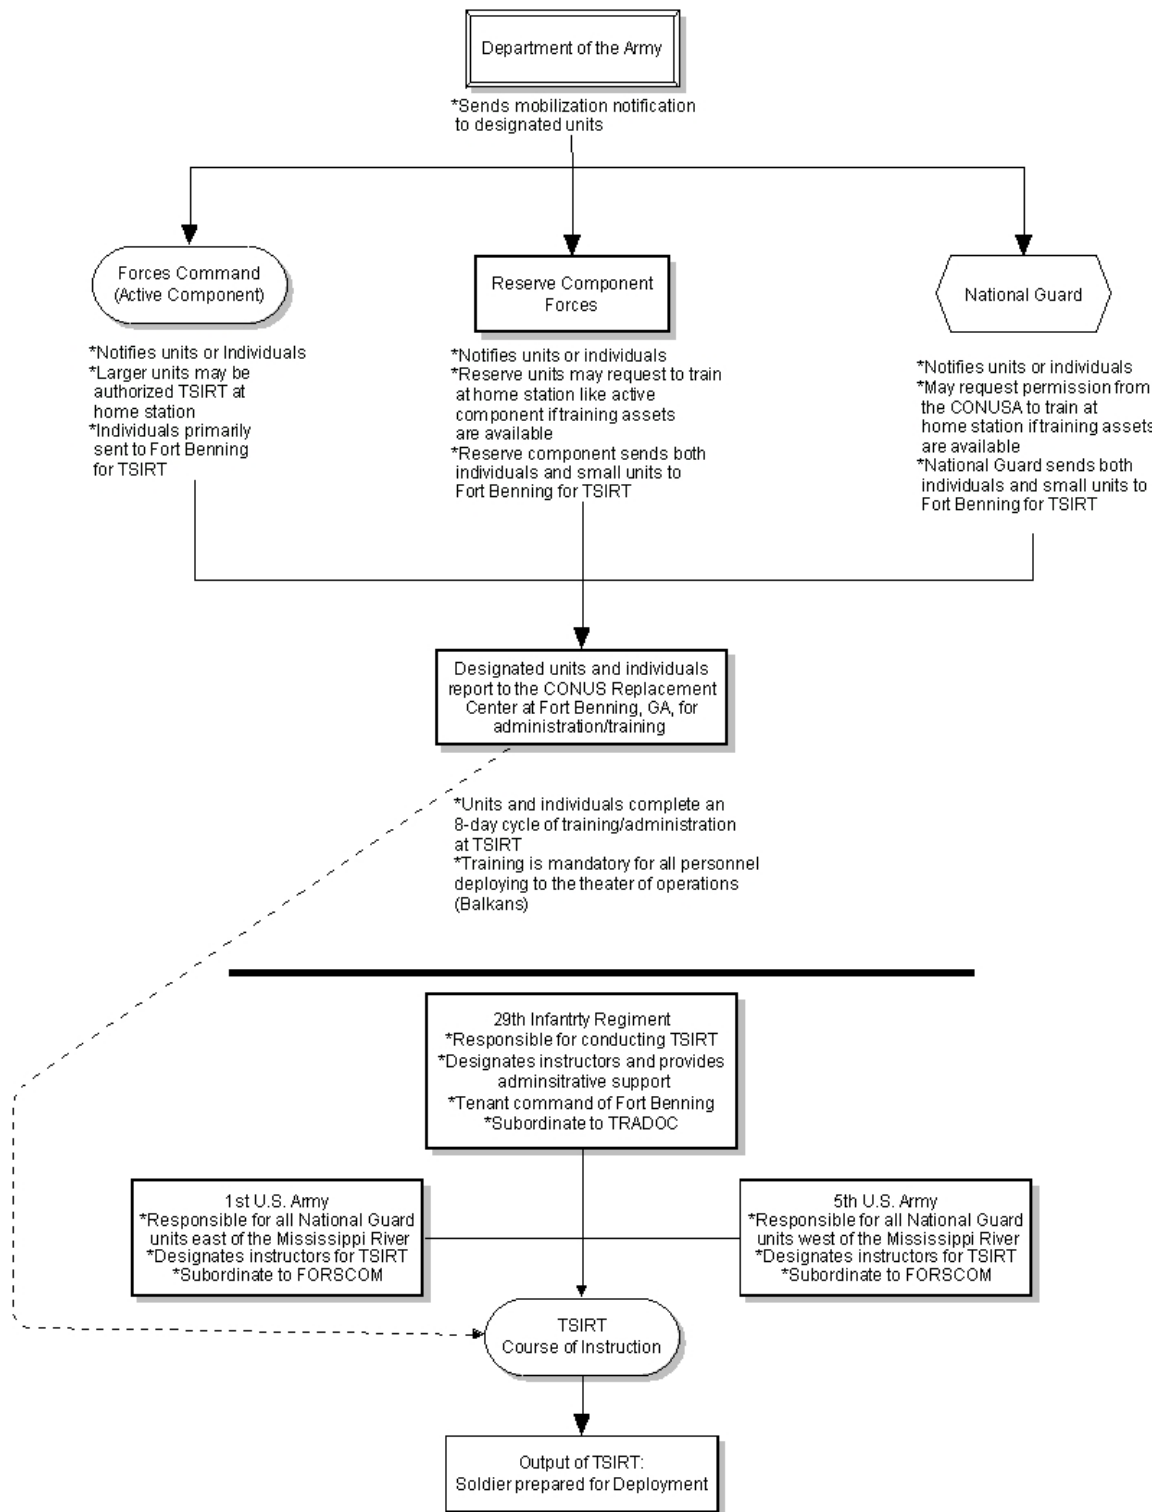 Department of the Army
*Sends mobilization notification
to designated units
Forces Command
(Active Component)
*Notifies units or Individuals
*Larger units may be
authorized TSIRT at
home station
*Individuals primarily
sent to Fort Benning
for TSIRT
Reserve Component
Forces
*Notifies units or individuals
*Reserve units may request to train
at home station like active
component if training assets
are available
*Reserve component sends both
individuals and small units to
Fort Benning for TSIRT
National Guard
*Notifies units or individuals
*May request permission from
the CONUSA to train at
home station if training assets
are available
*National Guard sends both
individuals and small units to
Fort Benning for TSIRT
Designated units and individuals
report to the CONUS Replacement
Center at Fort Benning, GA, for
administration/training
*Units and individuals complete an
8-day cycle of training/administration
at TSIRT
*Training is mandatory for all personnel
deploying to the theater of operations
(Balkans)
29th Infantrty Regiment
*Responsible for conducting TSIRT
*Designates instructors and provides
adminsitrative support
*Tenant command of Fort Benning
*Subordinate to TRADOC
1st U.S. Army
*Responsible for all National Guard
units east of the Mississippi River
*Designates instructors for TSIRT
*Subordinate to FORSCOM
5th U.S. Army
*Responsible for all National Guard
units west of the Mississippi River
*Designates instructors for TSIRT
*Subordinate to FORSCOM
TSIRT
Course of Instruction
Output of TSIRT:
Soldier prepared for Deployment